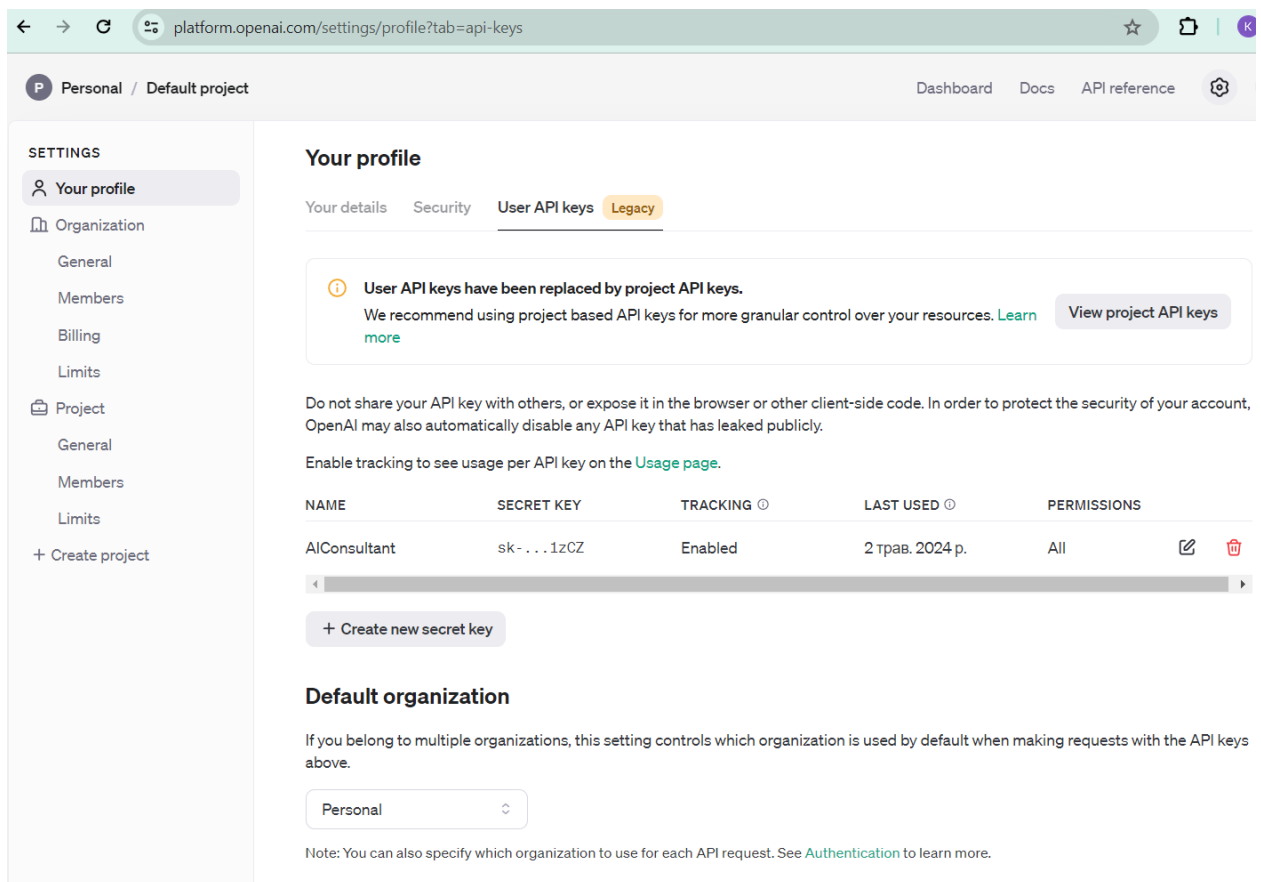 platform.openai.com/settings/profile?tab=api-keys
K
P Personal / Default project
Dashboard Docs API reference
SETTINGS
Your profile
Organization
General
Members
Billing
Limits
Project
General
Members
Limits
+ Create project
Your profile
Your details Security User API keys Legacy
User API keys have been replaced by project API keys.
We recommend using project based API keys for more granular control over your resources. Learn
more
View project API keys
Do not share your API key with others, or expose it in the browser or other client-side code. In order to protect the security of your account,
OpenAI may also automatically disable any API key that has leaked publicly.
Enable tracking to see usage per API key on the Usage page.
NAME SECRET KEY TRACKING LAST USED PERMISSIONS
AIConsultant sk-...1zCZ Enabled 2 трав. 2024 р. All
+ Create new secret key
Default organization
If you belong to multiple organizations, this setting controls which organization is used by default when making requests with the API keys
above.
Personal
Note: You can also specify which organization to use for each API request. See Authentication to learn more.